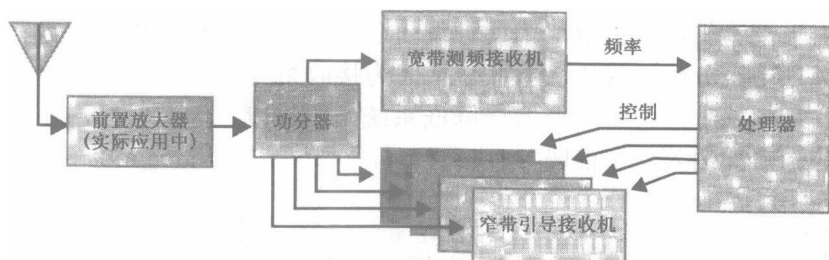 宽带测频接收机
频率
前置放大器
(实际应用中)
功分器
控制
处理器
窄带引导接收机